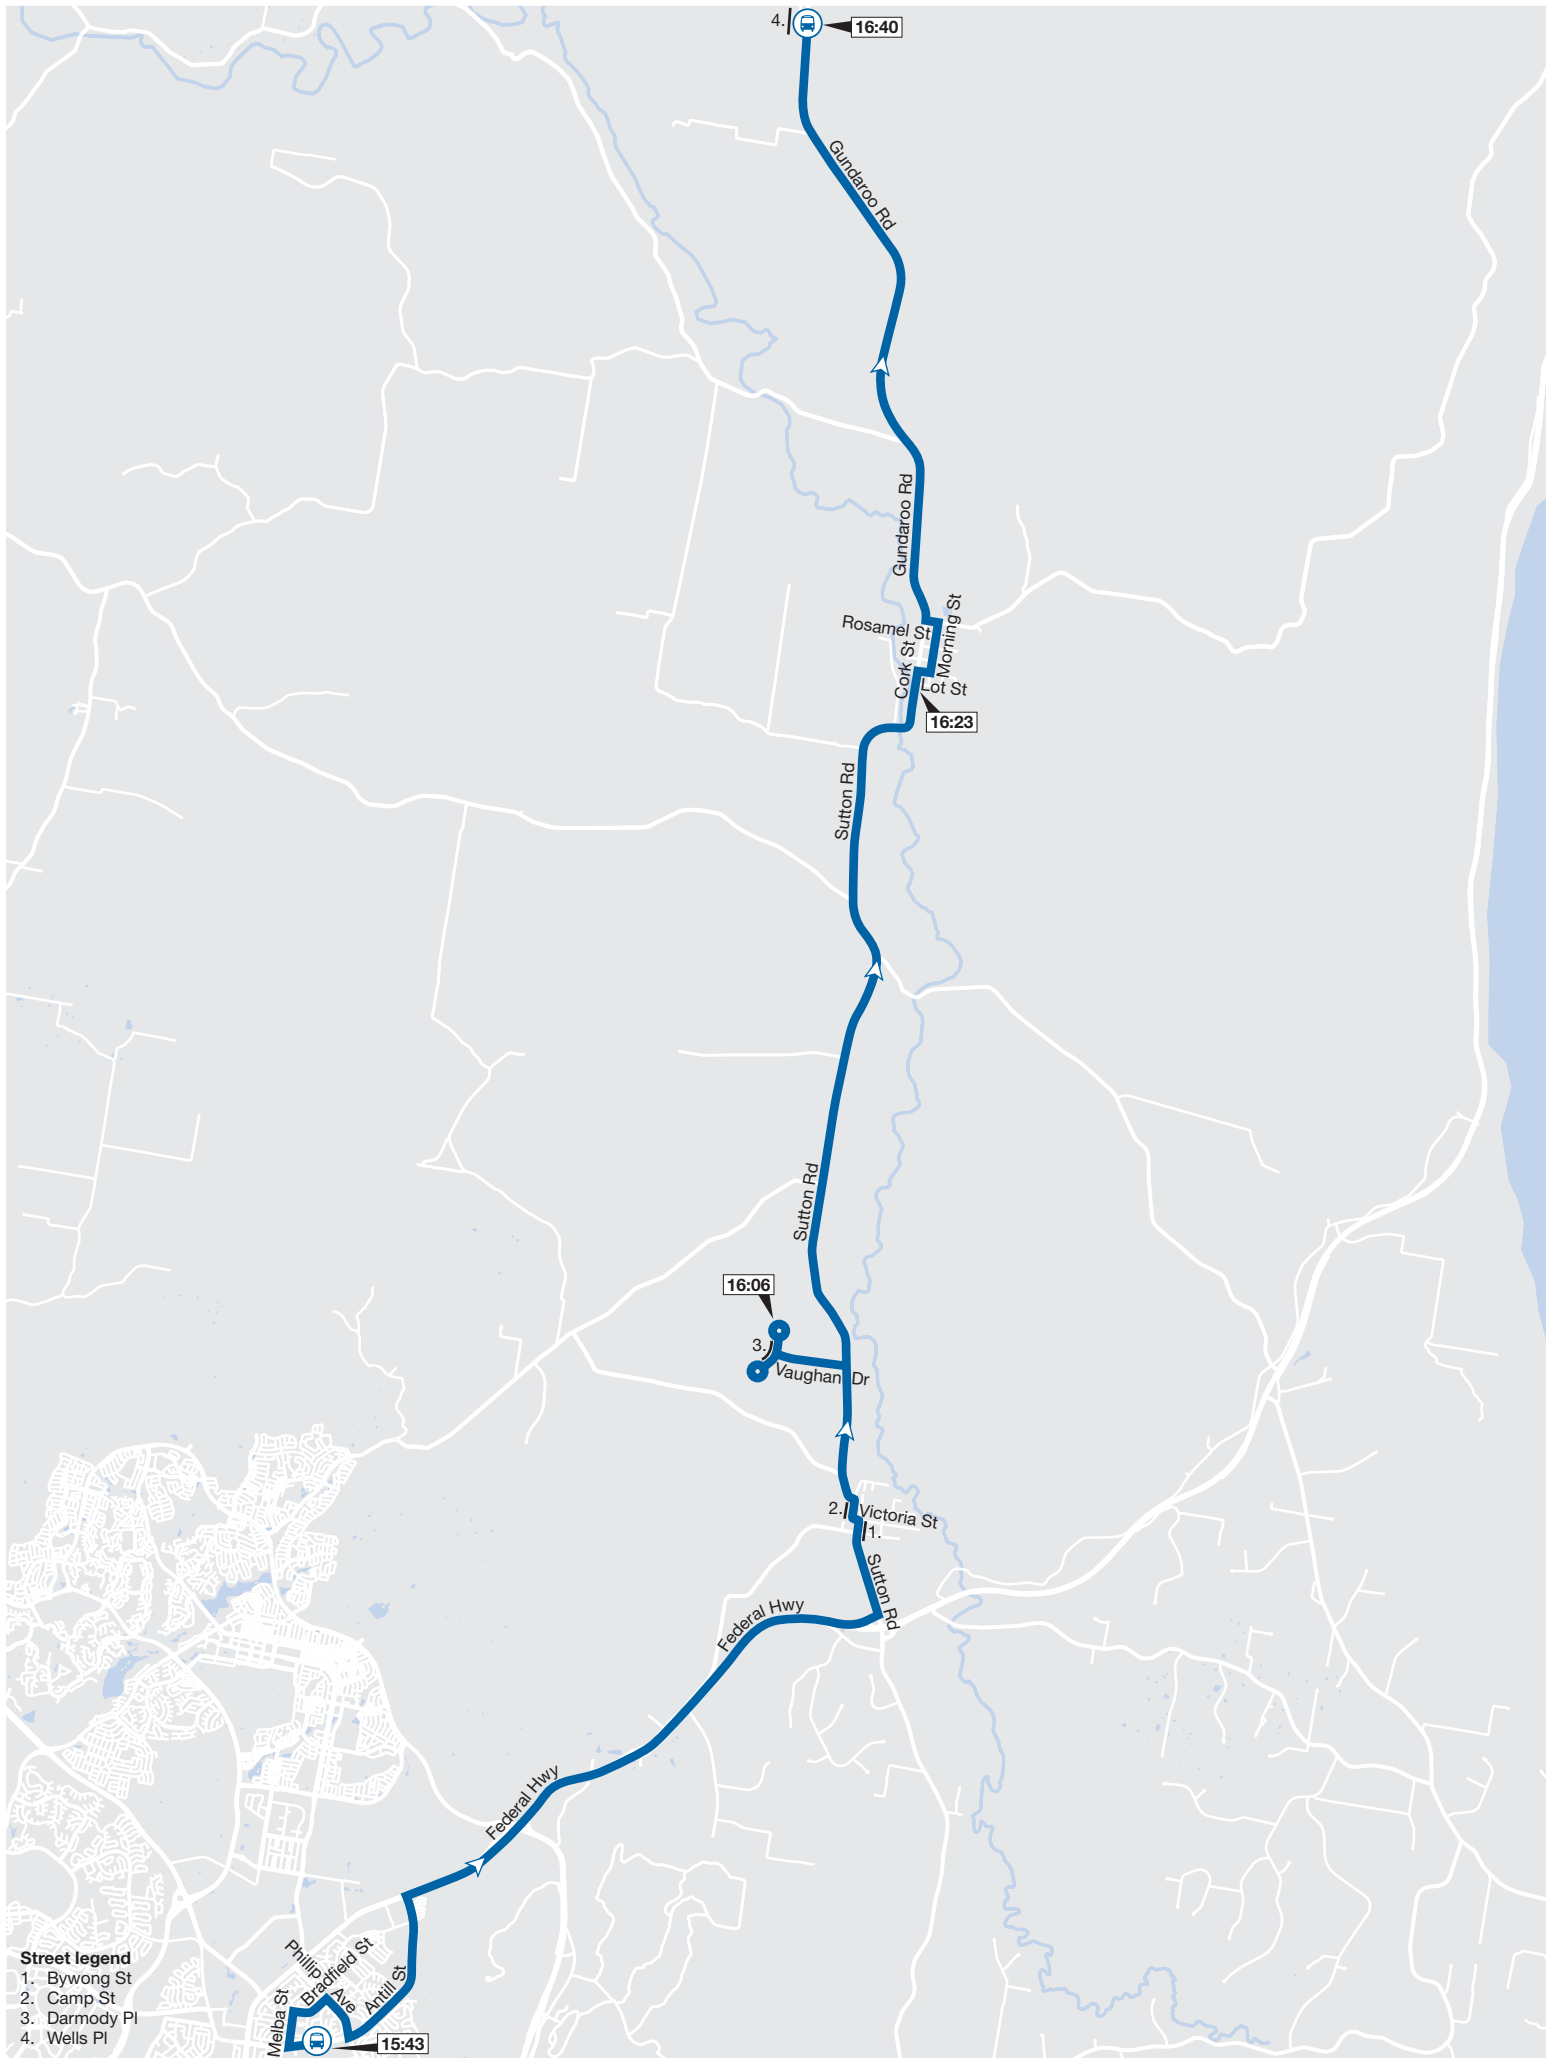 4.
16:40
Gundaroo Rd
Gundaroo Rd
Morning St
Rosamel St
Cork St
Lot St
16:23
Sutton Rd
Sutton Rd
16:06
3.
Vaughan Dr
2.
Victoria St
1.
Sutton Rd
Federal Hwy
Federal Hwy
Phillip Ave
Bradfield St
Antill St
Melba St
15:43
Street legend
1. Bywong St
2. Camp St
3. Darmody Pl
4. Wells Pl